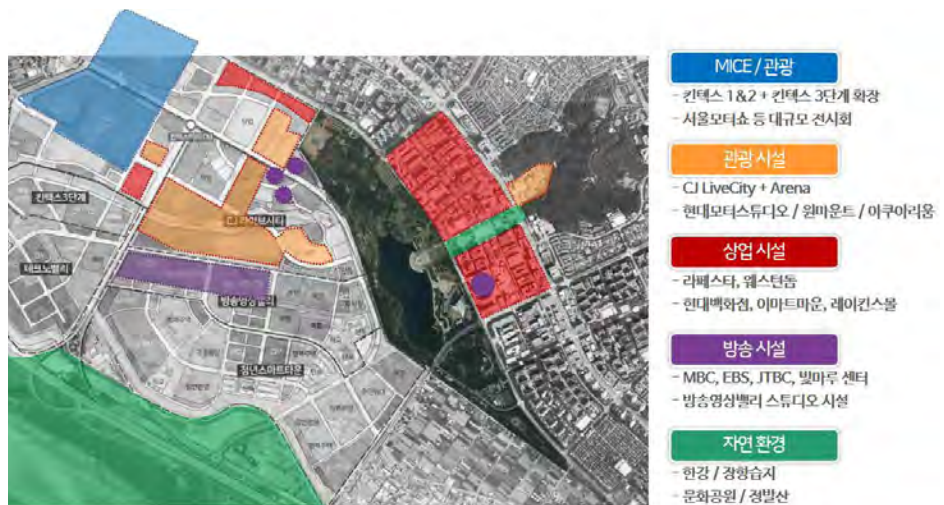 킨텍스3단계
테크노밸리
CJ 라이브시티
방송영상밸리
청년스마트타운
MICE / 관광
- 킨텍스 1&2 + 킨텍스 3단계 확장
- 서울모터쇼 등 대규모 전시회
관광 시설
- CJ LiveCity + Arena
- 현대모터스튜디오 / 원마운트 / 아쿠아리움
상업 시설
- 라페스타, 웨스턴돔
- 현대백화점, 이마트타운, 레이킨스몰
방송 시설
- MBC, EBS, JTBC, 빛마루 센터
- 방송영상밸리 스튜디오 시설
자연 환경
- 한강 / 장항습지
- 문화공원 / 정발산